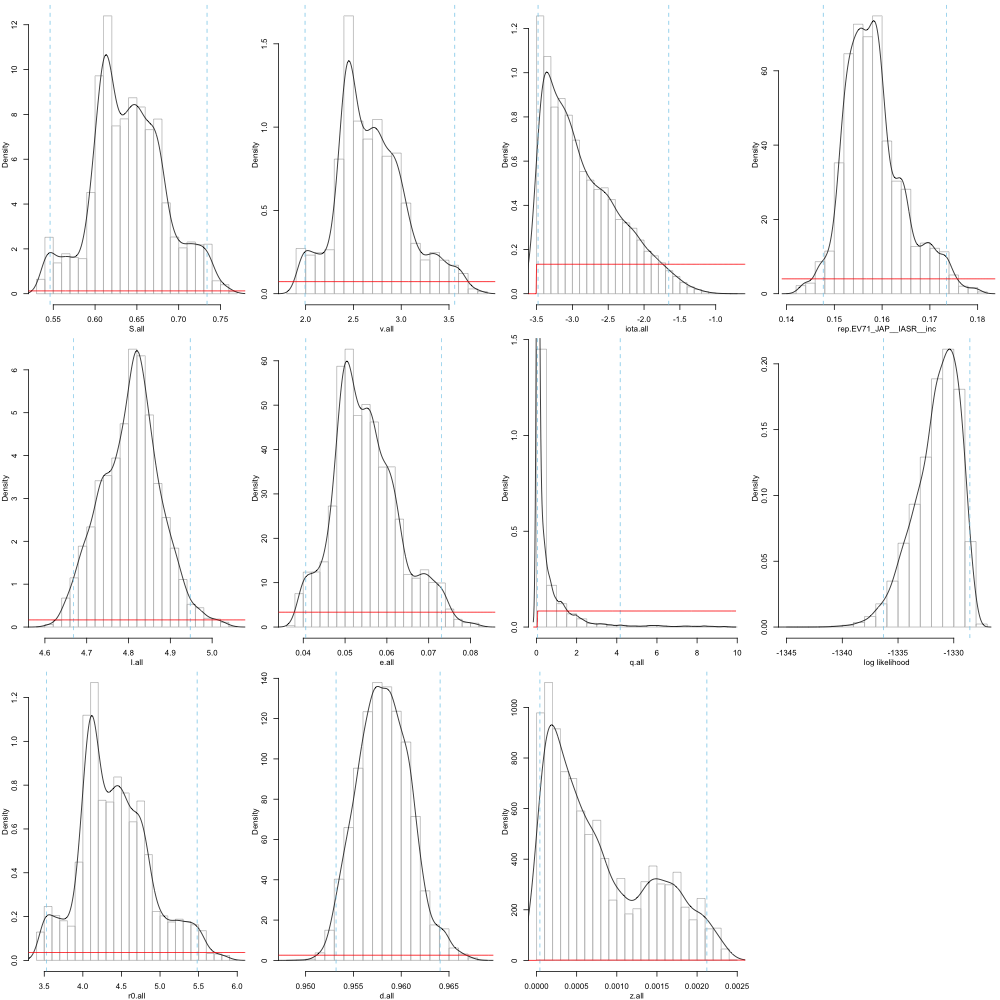 Density
0 2 4 6 8 10 12
0.55 0.60 0.65 0.70 0.75
S.all
Density
0.0 0.5 1.0 1.5
2.0 2.5 3.0 3.5
v.all
Density
0.0 0.2 0.4 0.6 0.8 1.0 1.2
-3.5 -3.0 -2.5 -2.0 -1.5 -1.0
iota.all
Density
0 20 40 60
0.14 0.15 0.16 0.17 0.18
rep.EV71_JAP__IASR__inc
Density
0 1 2 3 4 5 6
4.6 4.7 4.8 4.9 5.0
l.all
Density
0 10 20 30 40 50 60
0.04 0.05 0.06 0.07 0.08
e.all
Density
0.0 0.5 1.0 1.5
0 2 4 6 8 10
q.all
Density
0.00 0.05 0.10 0.15 0.20
-1345 -1340 -1335 -1330
log likelihood
Density
0.0 0.2 0.4 0.6 0.8 1.0 1.2
3.5 4.0 4.5 5.0 5.5 6.0
r0.all
Density
0 20 40 60 80 100 120 140
0.950 0.955 0.960 0.965
d.all
Density
0 200 400 600 800 1000
0.0000 0.0005 0.0010 0.0015 0.0020 0.0025
z.all